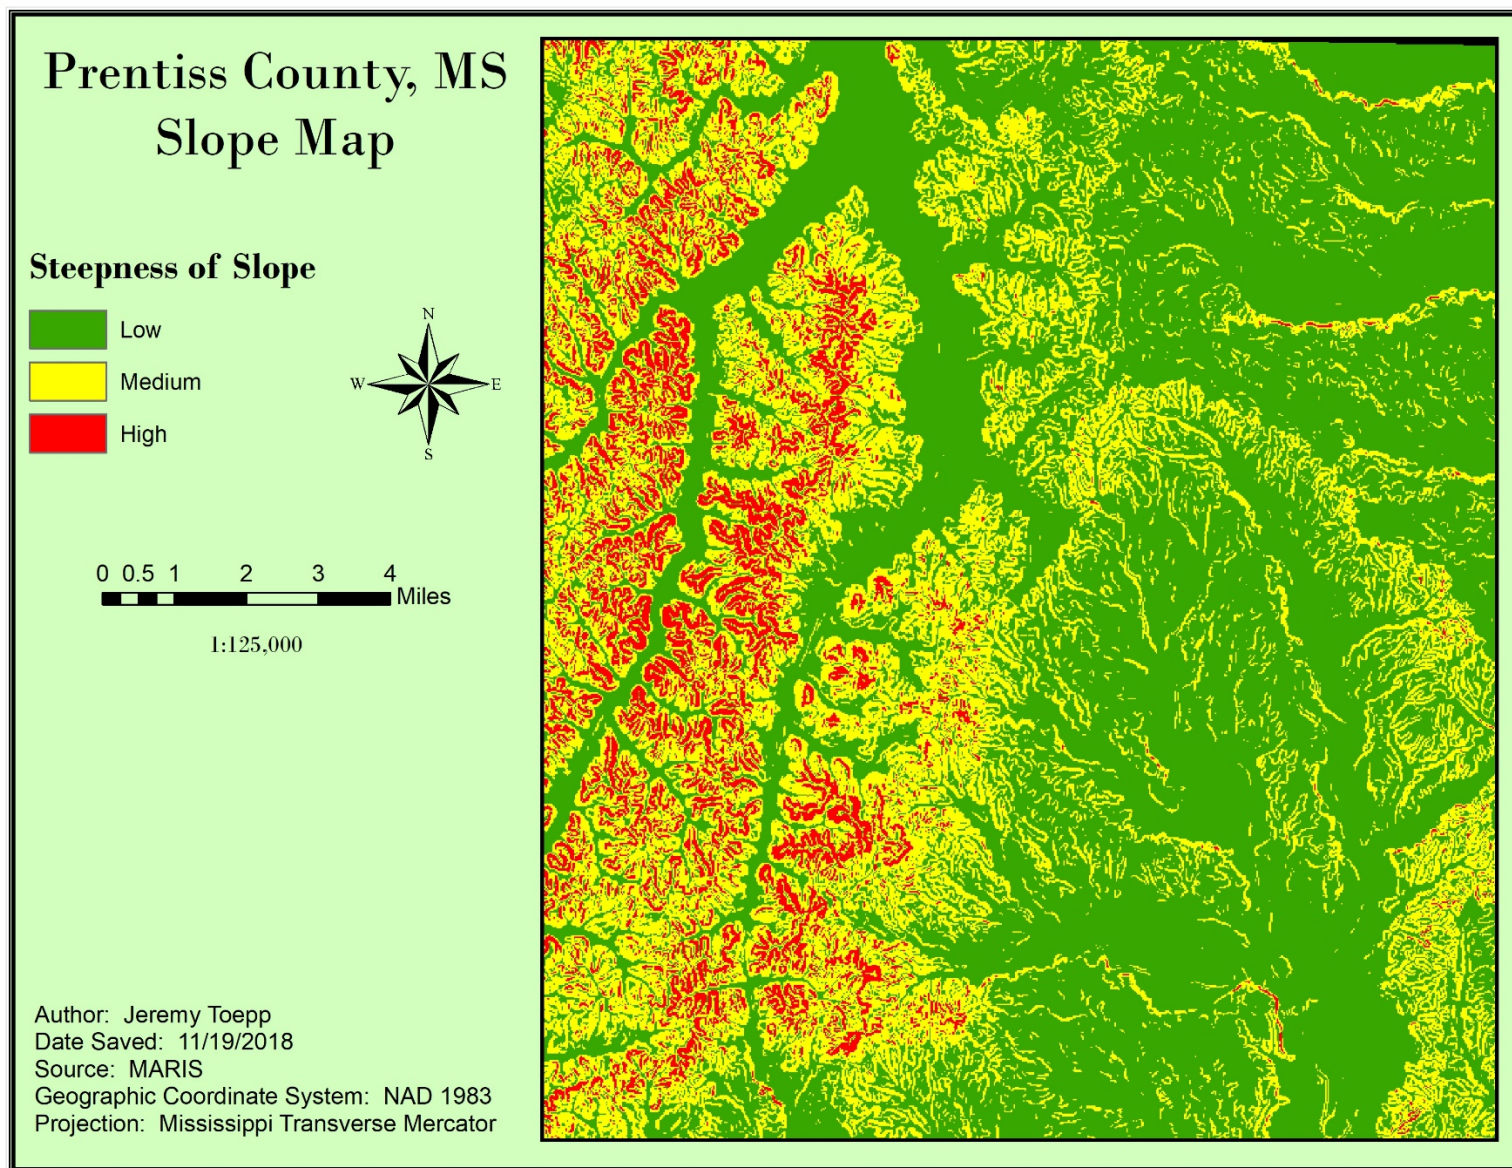 Prentiss County, MS
Slope Map
Steepness of Slope
Low
Medium
High
N
W E
S
0 0.5 1 2 3 4
Miles
1:125,000
Author: Jeremy Toepp
Date Saved: 11/19/2018
Source: MARIS
Geographic Coordinate System: NAD 1983
Projection: Mississippi Transverse Mercator